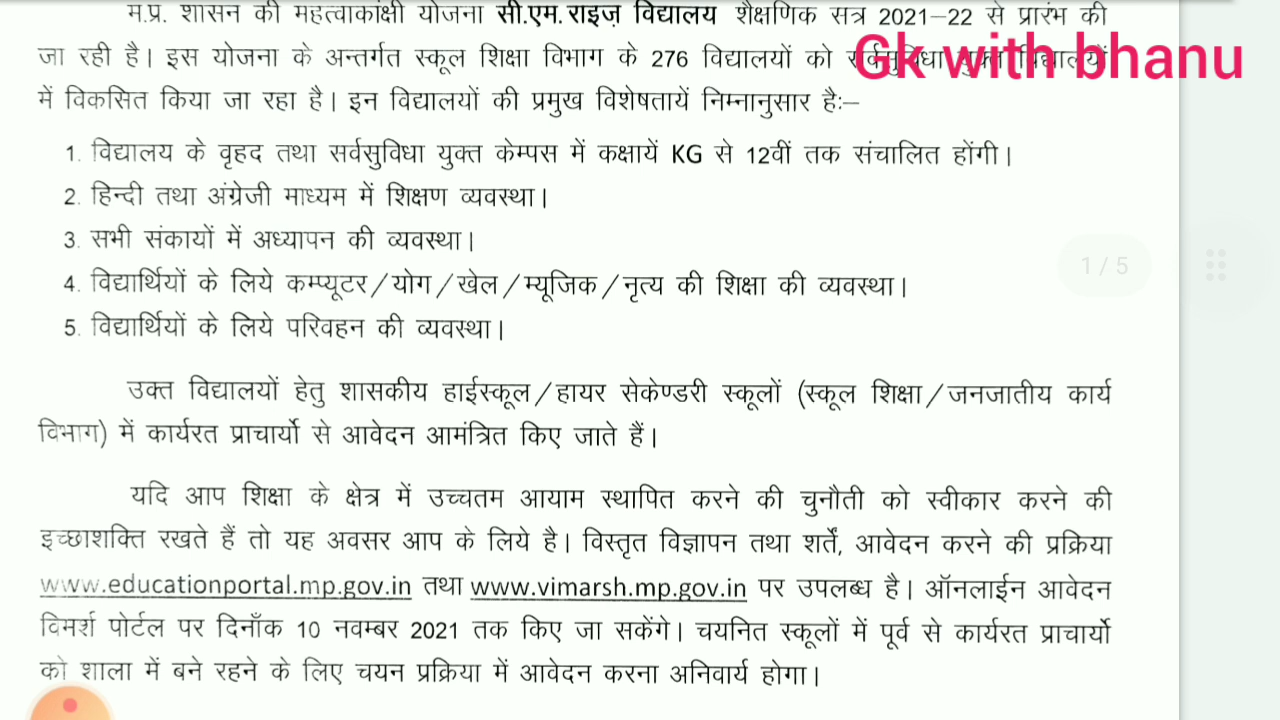 म.प्र. शासन की महत्वाकांक्षी योजना सी.एम.राइज़ विद्यालय शैक्षणिक सत्र 2021–22 से प्रारंभ की
जा रही है। इस योजना के अन्तर्गत स्कूल शिक्षा विभाग के 276 विद्यालयों को सर्वसुविधा युक्त विद्यालयों
Gk with bhanu
में विकसित किया जा रहा है। इन विद्यालयों की प्रमुख विशेषतायें निम्नानुसार हैः–
1. विद्यालय के वृहद तथा सर्वसुविधा युक्त केम्पस में कक्षायें KG से 12वीं तक संचालित होंगी।
2. हिन्दी तथा अंग्रेजी माध्यम में शिक्षण व्यवस्था।
3. सभी संकायों में अध्यापन की व्यवस्था।
4. विद्यार्थियों के लिये कम्प्यूटर/योग/खेल/म्यूजिक/नृत्य की शिक्षा की व्यवस्था।
1 / 5
5. विद्यार्थियों के लिये परिवहन की व्यवस्था।
उक्त विद्यालयों हेतु शासकीय हाईस्कूल/हायर सेकेण्डरी स्कूलों (स्कूल शिक्षा/जनजातीय कार्य
विभाग) में कार्यरत प्राचार्यो से आवेदन आमंत्रित किए जाते हैं।
यदि आप शिक्षा के क्षेत्र में उच्चतम आयाम स्थापित करने की चुनौती को स्वीकार करने की
इच्छाशक्ति रखते हैं तो यह अवसर आप के लिये है। विस्तृत विज्ञापन तथा शर्तें, आवेदन करने की प्रक्रिया
www.educationportal.mp.gov.in तथा www.vimarsh.mp.gov.in पर उपलब्ध है। ऑनलाईन आवेदन
विमर्श पोर्टल पर दिनाँक 10 नवम्बर 2021 तक किए जा सकेंगे। चयनित स्कूलों में पूर्व से कार्यरत प्राचार्यो
को शाला में बने रहने के लिए चयन प्रक्रिया में आवेदन करना अनिवार्य होगा।